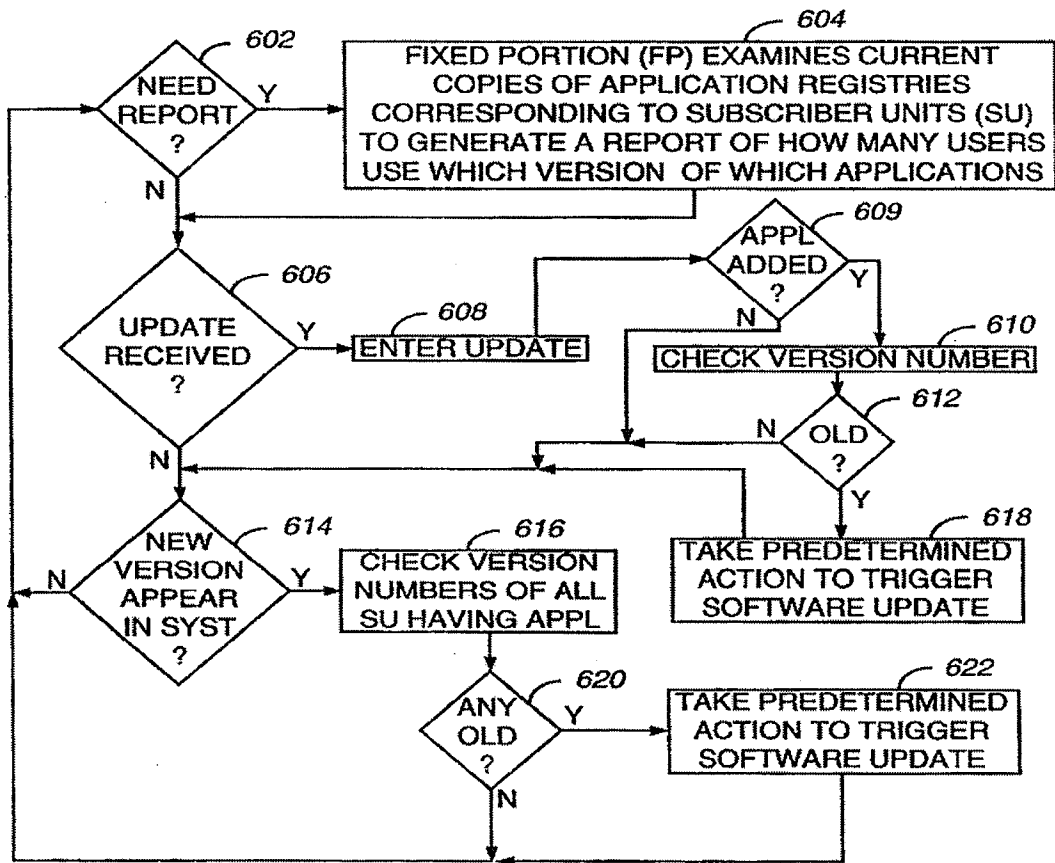 602
NEED
REPORT
?
Y
N
604
FIXED PORTION (FP) EXAMINES CURRENT
COPIES OF APPLICATION REGISTRIES
CORRESPONDING TO SUBSCRIBER UNITS (SU)
TO GENERATE A REPORT OF HOW MANY USERS
USE WHICH VERSION OF WHICH APPLICATIONS
606
UPDATE
RECEIVED
?
Y
N
608
ENTER UPDATE
609
APPL
ADDED
?
Y
N
610
CHECK VERSION NUMBER
612
OLD
?
N
Y
618
TAKE PREDETERMINED
ACTION TO TRIGGER
SOFTWARE UPDATE
614
NEW
VERSION
APPEAR
IN SYST
?
N
Y
616
CHECK VERSION
NUMBERS OF ALL
SU HAVING APPL
620
ANY
OLD
?
Y
N
622
TAKE PREDETERMINED
ACTION TO TRIGGER
SOFTWARE UPDATE